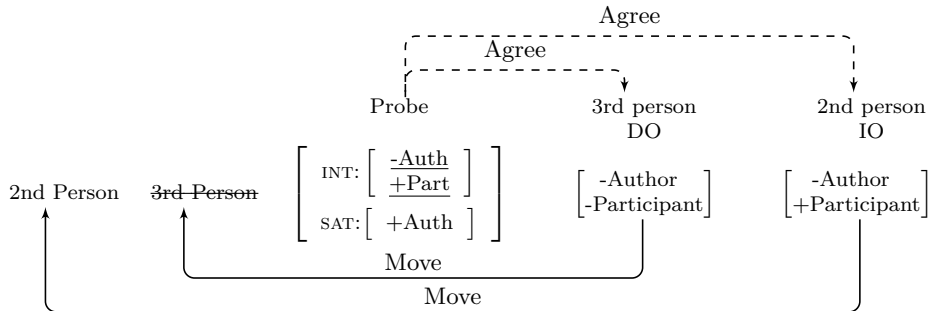 Agree
Agree
Probe
3rd person
DO
2nd person
IO
2nd Person
3rd Person
INT: [ -Auth
+Part ]
SAT: [ +Auth ]
[ -Author
-Participant ]
[ -Author
+Participant ]
Move
Move